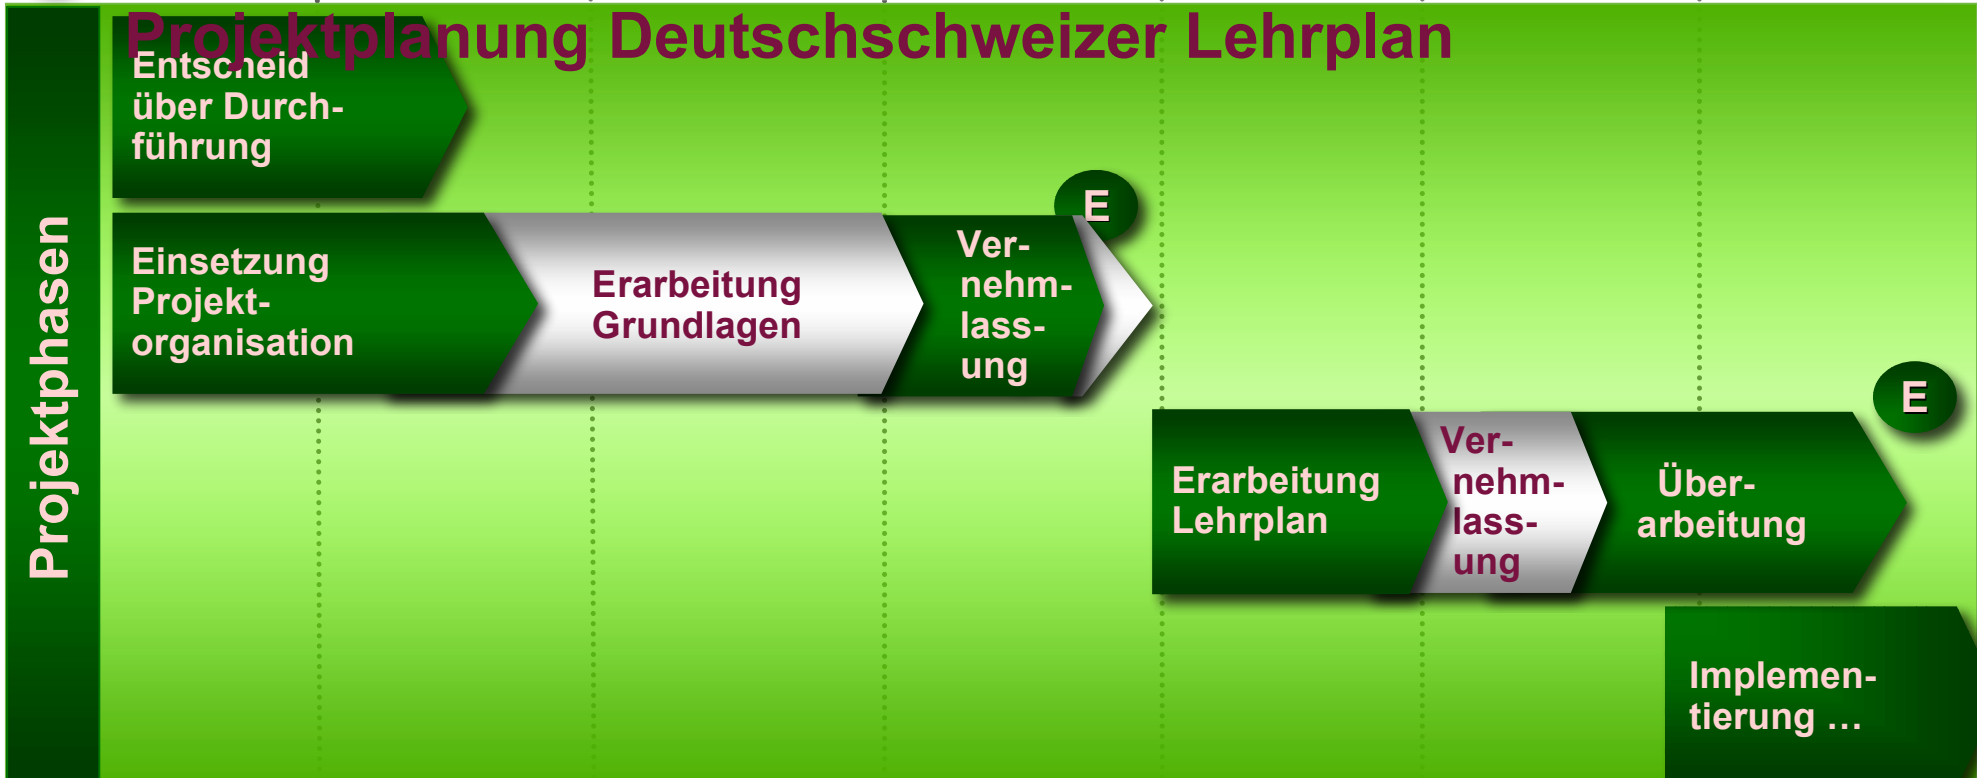 Projektplanung Deutschschweizer Lehrplan
Projektphasen
Entscheid
über Durch-
führung
Einsetzung
Projekt-
organisation
Erarbeitung
Grundlagen
Ver-
nehm-
lass-
ung
E
Erarbeitung
Lehrplan
Ver-
nehm-
lass-
ung
Über-
arbeitung
E
Implemen-
tierung ...